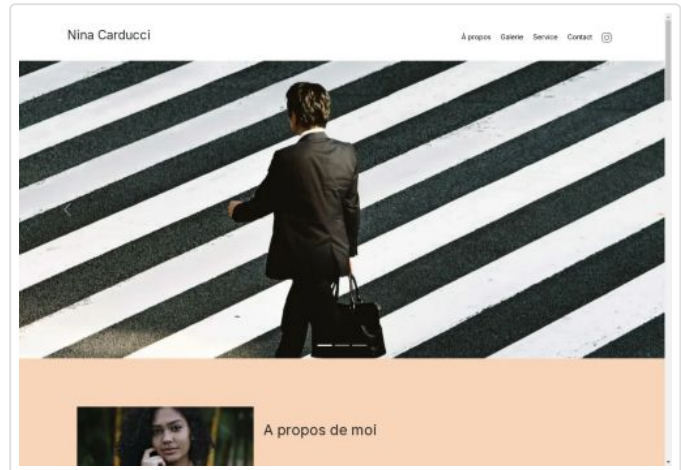 Nina Carducci
À propos Galerie Service Contact
A propos de moi